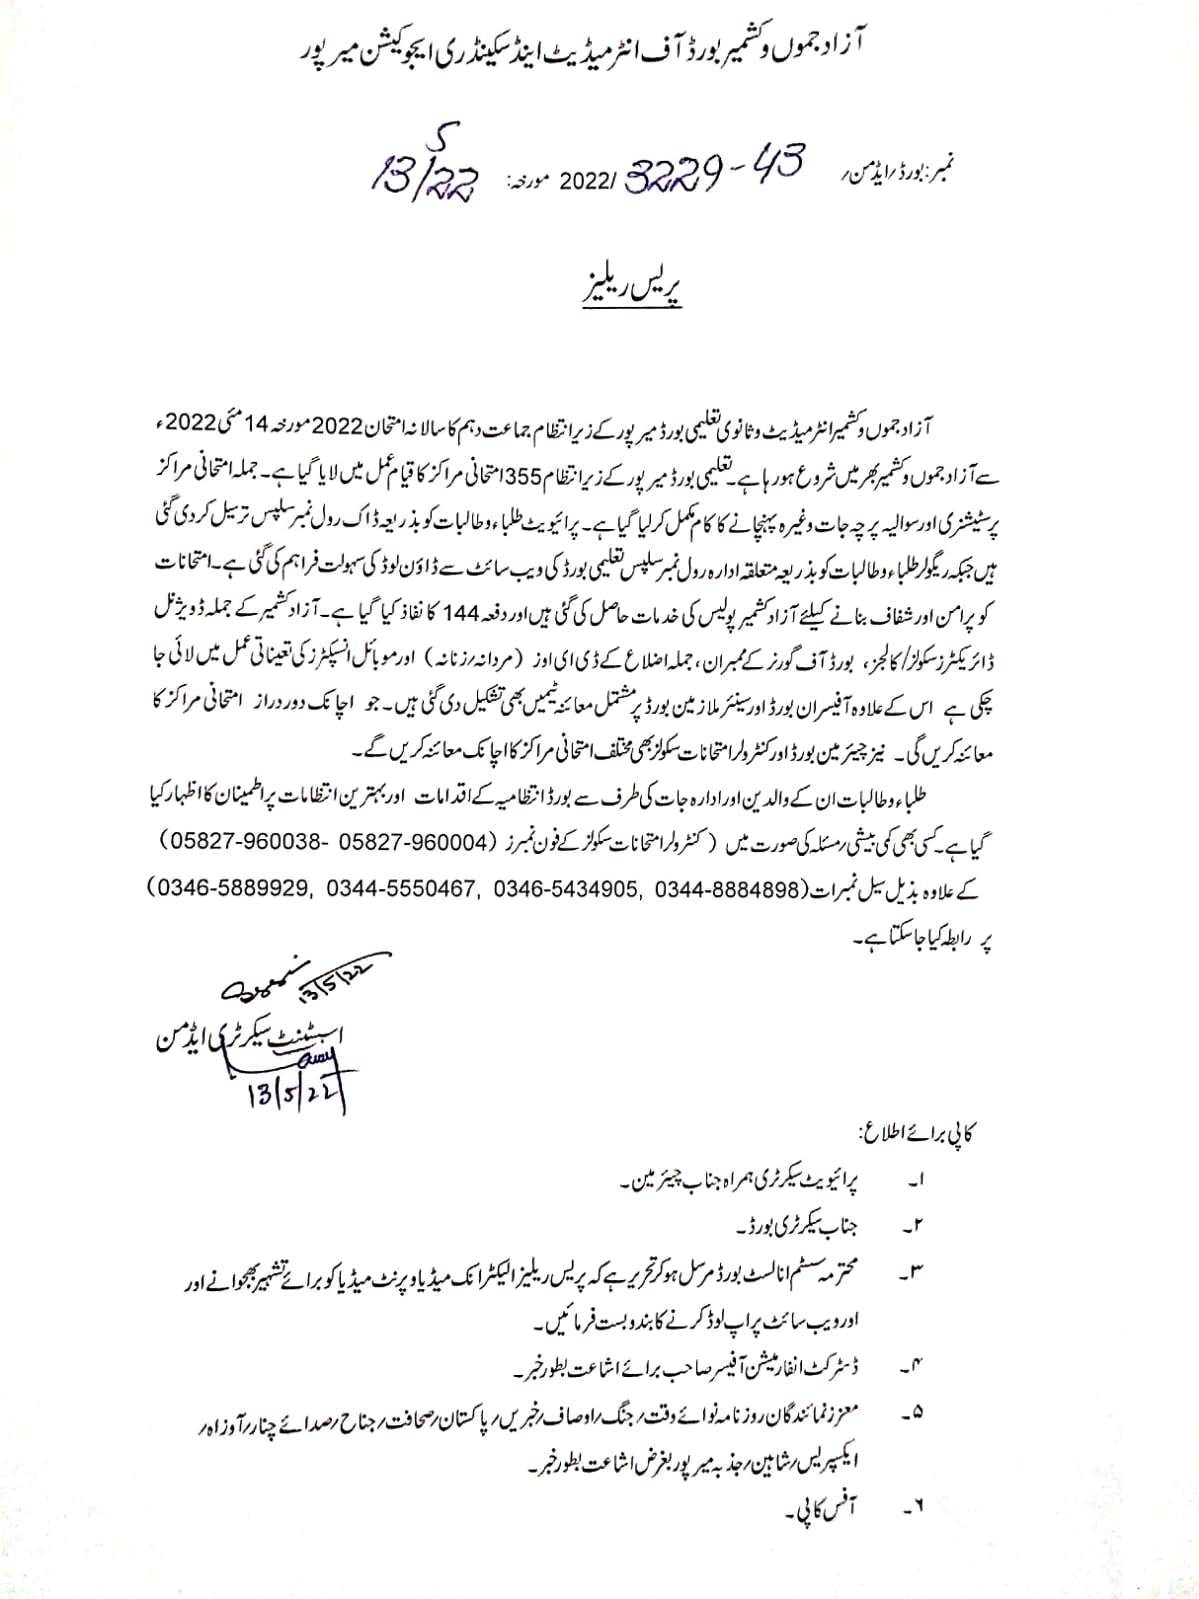 آزاد جموں و کشمیر بورڈ آف انٹرمیڈیٹ اینڈ سکینڈری ایجوکیشن میرپور
نمبر: بورڈ/ایڈمن/ 3229-43 /2022 مورخہ: 13/5/22
پریس ریلیز
آزاد جموں و کشمیر انٹرمیڈیٹ و ثانوی تعلیمی بورڈ میرپور کے زیر انتظام جماعت دہم کا سالانہ امتحان 2022 مورخہ 14 مئی 2022ء
سے آزاد جموں و کشمیر بھر میں شروع ہو رہا ہے۔ تعلیمی بورڈ میرپور کے زیر انتظام 355 امتحانی مراکز کا قیام عمل میں لایا گیا ہے۔ جملہ امتحانی مراکز
پر سٹیشنری اور سوالیہ پرچہ جات وغیرہ پہنچانے کا کام مکمل کر لیا گیا ہے۔ پرائیویٹ طلباء و طالبات کو بذریعہ ڈاک رول نمبر سلپس ترسیل کر دی گئی
ہیں جبکہ ریگولر طلباء و طالبات کو بذریعہ متعلقہ ادارہ رول نمبر سلپس تعلیمی بورڈ کی ویب سائٹ سے ڈاؤن لوڈ کی سہولت فراہم کی گئی ہے۔ امتحانات
کو پرامن اور شفاف بنانے کیلئے آزاد کشمیر پولیس کی خدمات حاصل کی گئی ہیں اور دفعہ 144 کا نفاذ کیا گیا ہے۔ آزاد کشمیر کے جملہ ڈویژنل
ڈائریکٹرز سکولز/کالجز، بورڈ آف گورنر کے ممبران، جملہ اضلاع کے ڈی ای اوز (مردانہ/زنانہ) اور موبائل انسپکٹرز کی تعیناتی عمل میں لائی جا
چکی ہے اس کے علاوہ آفیسران بورڈ اور سینئر ملازمین بورڈ پر مشتمل معائنہ ٹیمیں بھی تشکیل دی گئی ہیں۔ جو اچانک دور دراز امتحانی مراکز کا
معائنہ کریں گی۔ نیز چیئرمین بورڈ اور کنٹرولر امتحانات سکولز بھی مختلف امتحانی مراکز کا اچانک معائنہ کریں گے۔
طلباء و طالبات ان کے والدین اور ادارہ جات کی طرف سے بورڈ انتظامیہ کے اقدامات اور بہترین انتظامات پر اطمینان کا اظہار کیا
گیا ہے۔ کسی بھی کمی بیشی/مسئلہ کی صورت میں (کنٹرولر امتحانات سکولز کے فون نمبرز (05827-960004 -05827-960038)
کے علاوہ بذیل سیل نمبرات (0344-8884898 ,0346-5434905 ,0344-5550467 ,0346-5889929)
پر رابطہ کیا جا سکتا ہے۔
13/5/22
اسسٹنٹ سیکرٹری ایڈمن
13/5/22
کاپی برائے اطلاع:
۱۔ پرائیویٹ سیکرٹری ہمراہ جناب چیئرمین۔
۲۔ جناب سیکرٹری بورڈ۔
۳۔ محترمہ سسٹم انالسٹ بورڈ مرسل ہو کر تحریر ہے کہ پریس ریلیز الیکٹرانک میڈیا و پرنٹ میڈیا کو برائے تشہیر بھجوانے اور
اور ویب سائٹ پر اپ لوڈ کرنے کا بندوبست فرمائیں۔
۴۔ ڈسٹرکٹ انفارمیشن آفیسر صاحب برائے اشاعت بطور خبر۔
۵۔ معزز نمائندگان روزنامہ نوائے وقت/جنگ/اوصاف/خبریں/پاکستان/صحافت/جناح/صدائے چنار/آوزاہ/
ایکسپریس/شاہین/جذبہ میرپور بغرض اشاعت بطور خبر۔
۶۔ آفس کاپی۔